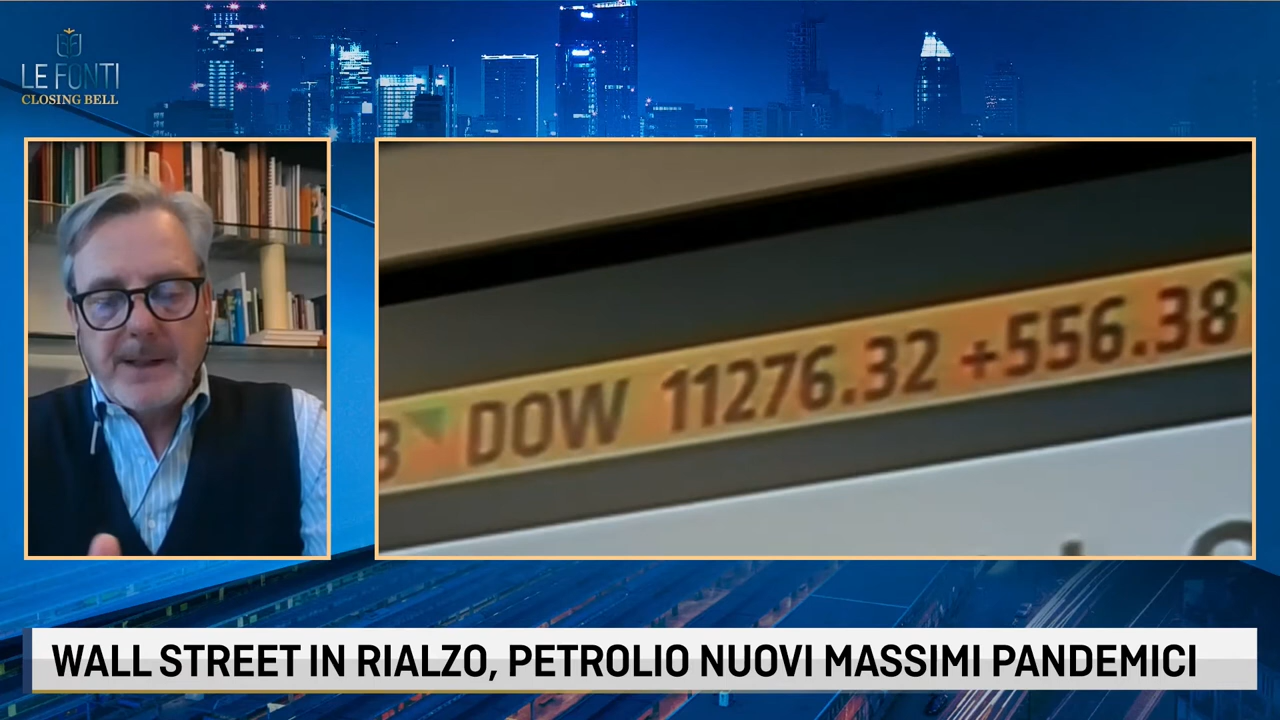 LE FONTI
CLOSING BELL
DOW 11276.32 +556.38
WALL STREET IN RIALZO, PETROLIO NUOVI MASSIMI PANDEMICI